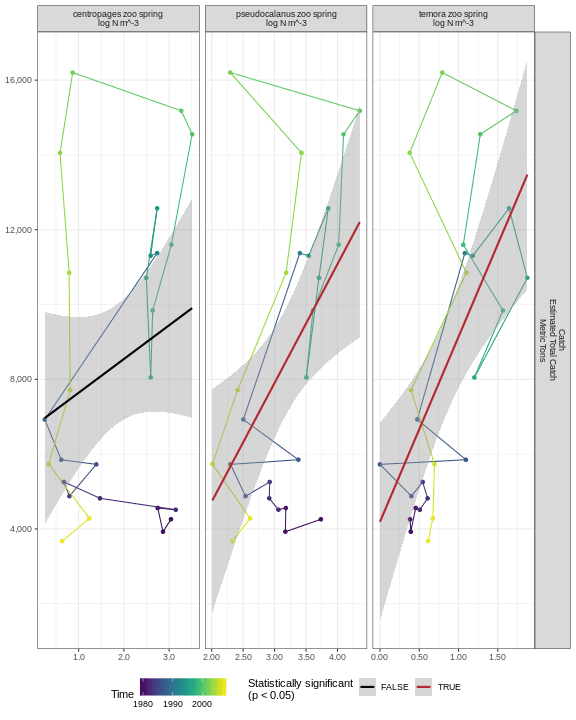 centropages zoo spring
log N m^-3
pseudocalanus zoo spring
log N m^-3
temora zoo spring
log N m^-3
16,000
12,000
8,000
4,000
Catch
Estimated Total Catch
Metric Tons
1.0 2.0 3.0
2.00 2.50 3.00 3.50 4.00
0.00 0.50 1.00 1.50
Time
1980 1990 2000
Statistically significant
(p < 0.05)
FALSE
TRUE